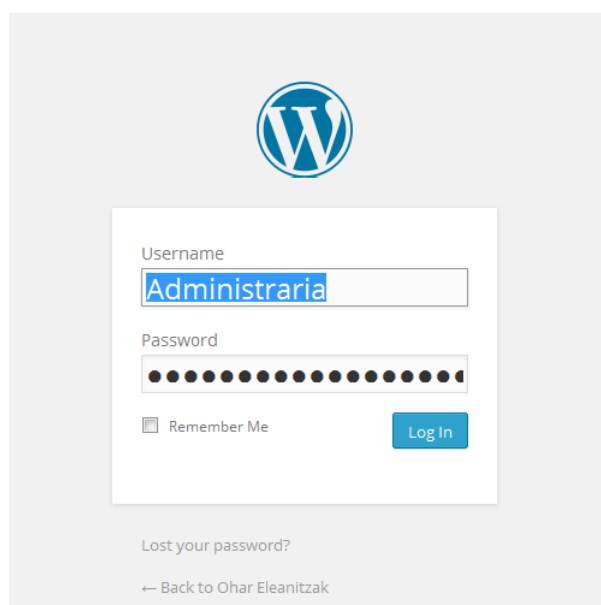 Username
Administraria
Password
Remember Me
Log In
Lost your password?
← Back to Ohar Eleanitzak